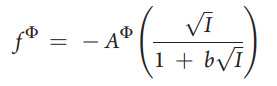 f^Φ = − A^Φ (√I / (1 + b√I))